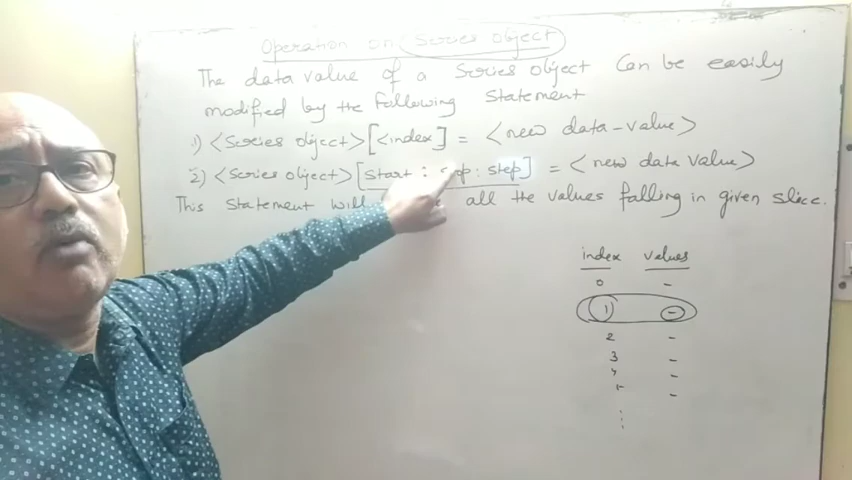 Operation on Series object
The data value of a Series object Can be easily
modified by the following Statement
1) <Series object>[<index] = <new data-value>
2) <Series object>[start : : step] = <new data value>
This Statement will all the values falling in given slice.
index values
0 -
1 -
2 -
3 -
4 -
-